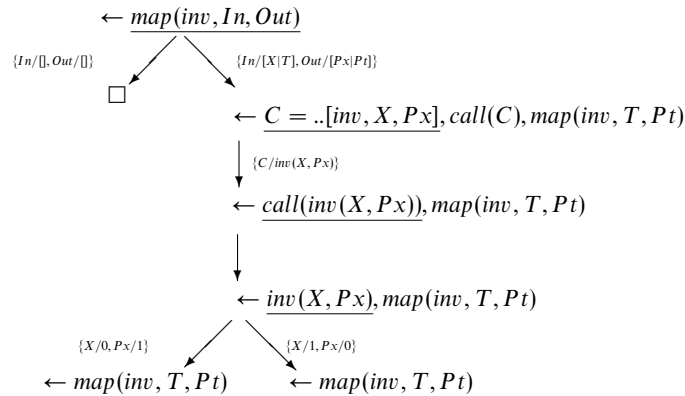 ← map(inv, In, Out)
{In/[], Out/[]} {In/[X|T], Out/[Px|Pt]}
□
← C = ..[inv, X, Px], call(C), map(inv, T, Pt)
{C/inv(X, Px)}
← call(inv(X, Px)), map(inv, T, Pt)
← inv(X, Px), map(inv, T, Pt)
{X/0, Px/1} {X/1, Px/0}
← map(inv, T, Pt) ← map(inv, T, Pt)